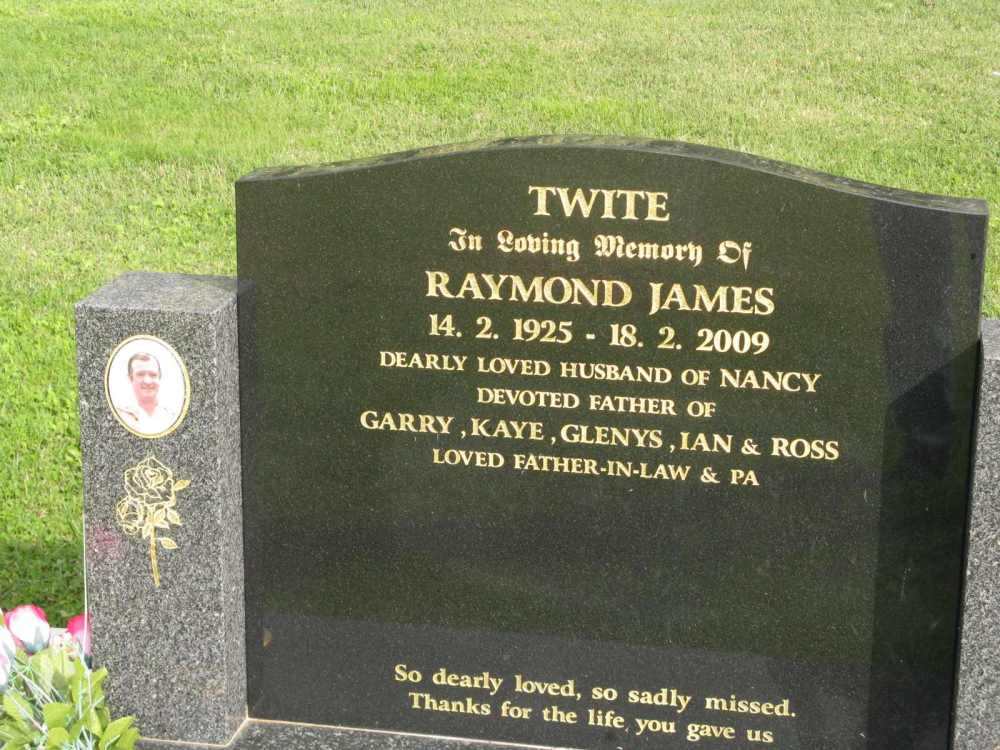 TWITE
In Loving Memory Of
RAYMOND JAMES
14. 2. 1925 - 18. 2. 2009
DEARLY LOVED HUSBAND OF NANCY
DEVOTED FATHER OF
GARRY, KAYE, GLENYS, IAN & ROSS
LOVED FATHER-IN-LAW & PA
So dearly loved, so sadly missed.
Thanks for the life you gave us